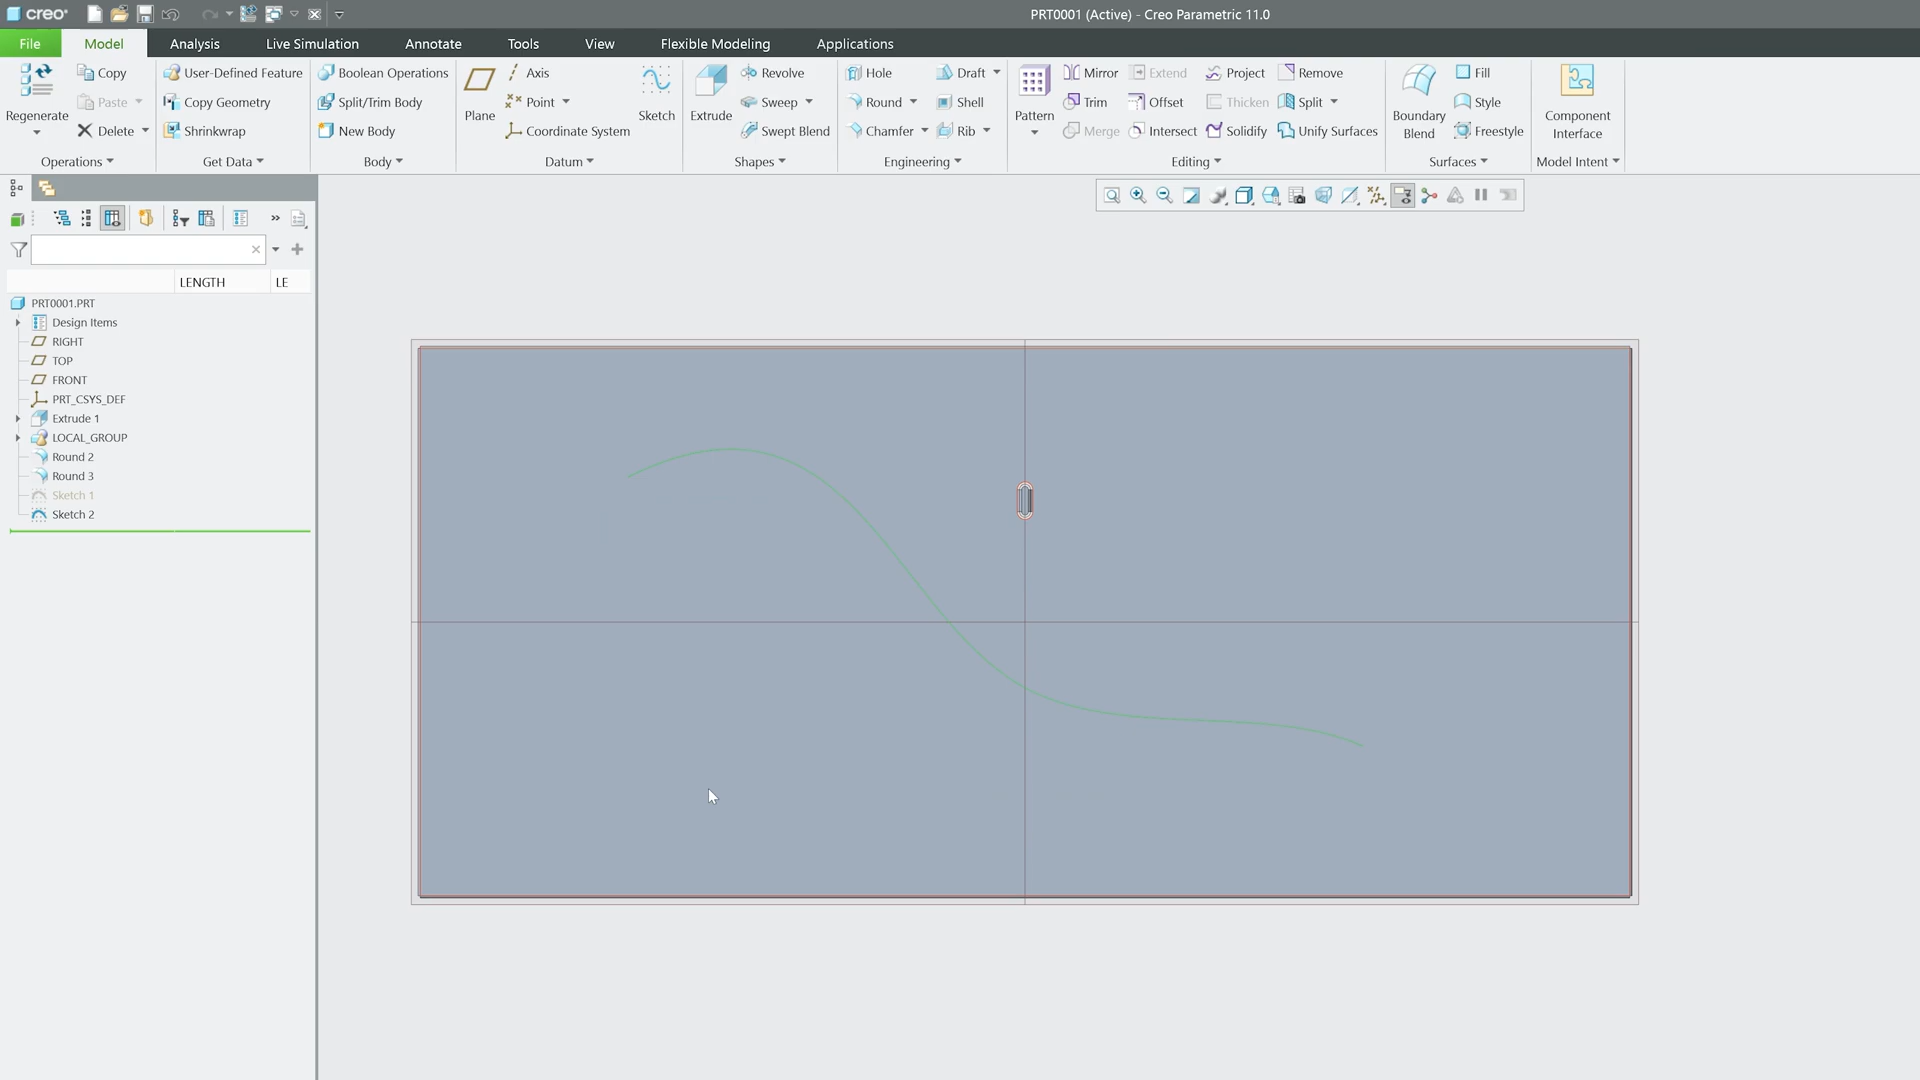 creo PRT0001 (Active) - Creo Parametric 11.0
File Model Analysis Live Simulation Annotate Tools View Flexible Modeling Applications
Copy User-Defined Feature Boolean Operations Axis Revolve Hole Draft Mirror Extend Project Remove Fill
Paste Copy Geometry Split/Trim Body Point Sweep Round Shell Trim Offset Thicken Split Style
Regenerate Plane Sketch Extrude Pattern Boundary Blend Component Interface
Delete Shrinkwrap New Body Coordinate System Swept Blend Chamfer Rib Merge Intersect Solidify Unify Surfaces Freestyle
Operations Get Data Body Datum Shapes Engineering Editing Surfaces Model Intent
LENGTH LE
PRT0001.PRT
Design Items
RIGHT
TOP
FRONT
PRT_CSYS_DEF
Extrude 1
LOCAL_GROUP
Round 2
Round 3
Sketch 1
Sketch 2